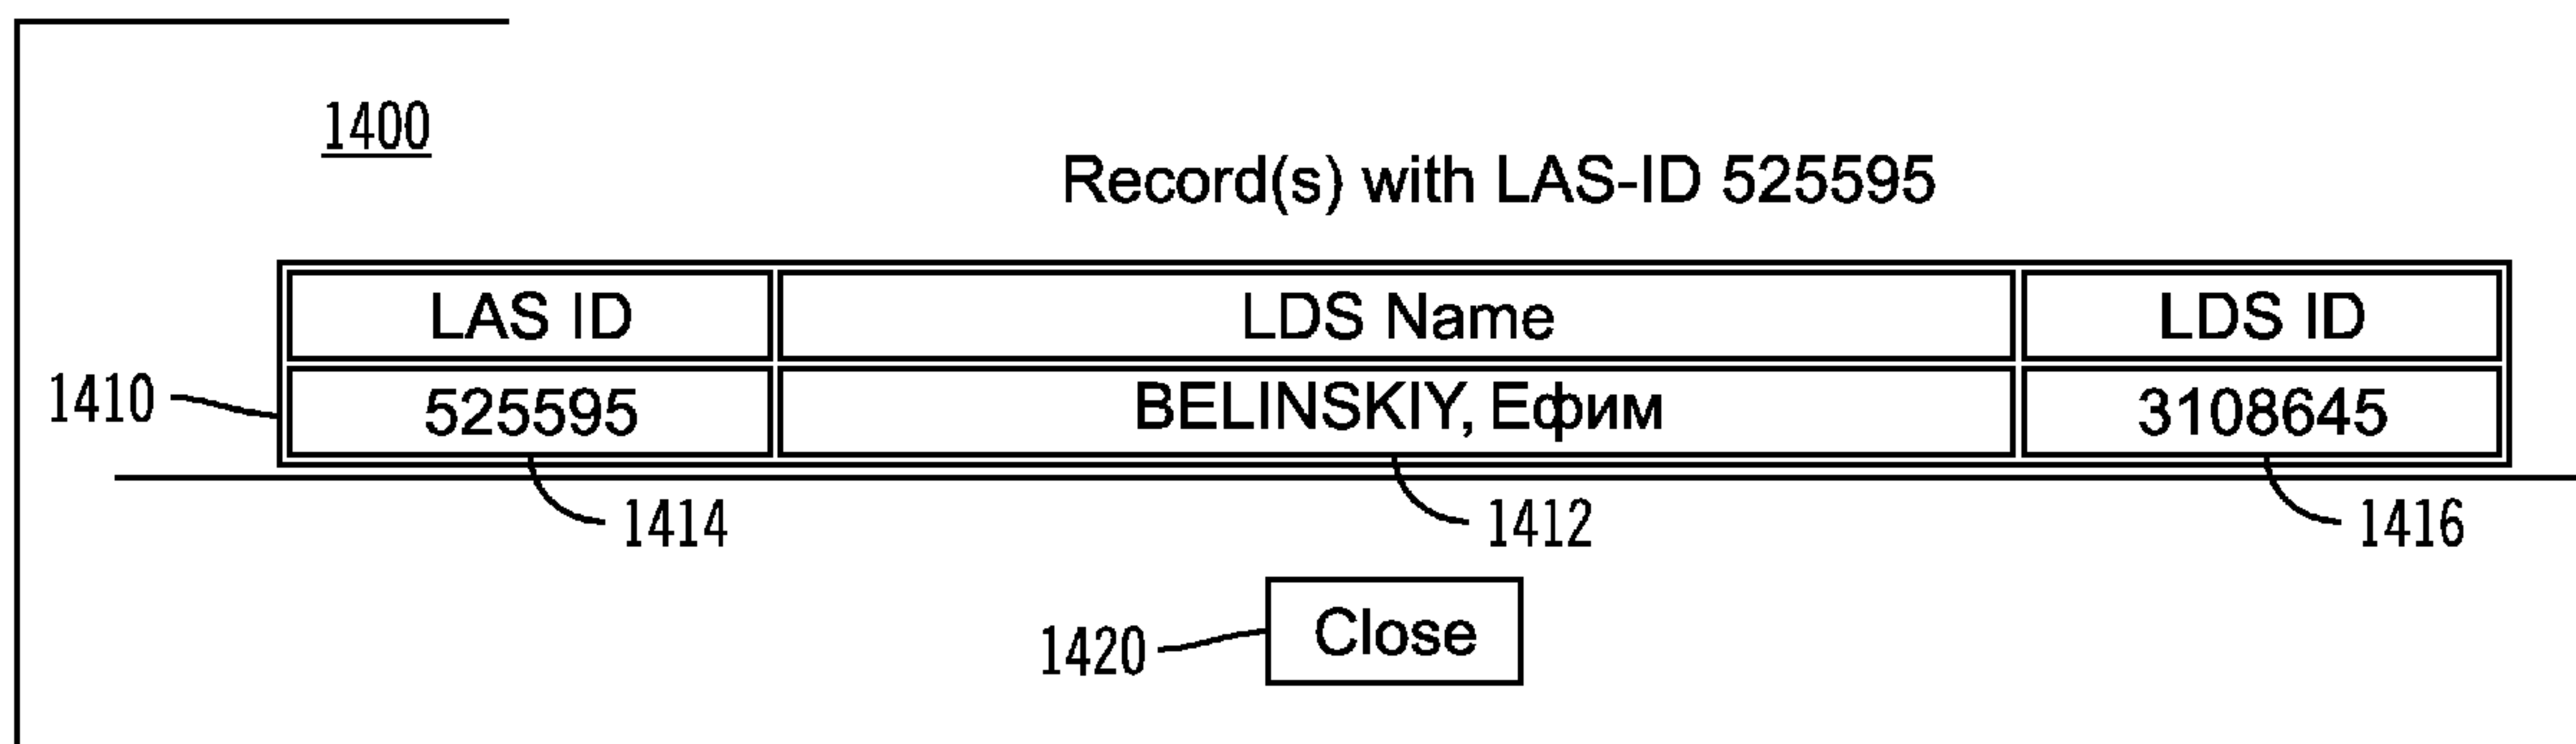 1400
Record(s) with LAS-ID 525595
LAS ID LDS Name LDS ID
1410 525595 BELINSKIY, Ефим 3108645
1414 1412 1416
1420 Close